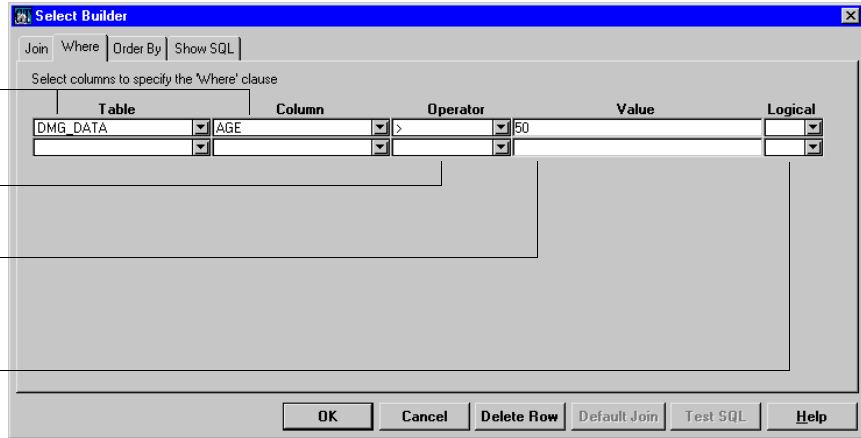 Select Builder
Join Where Order By Show SQL
Select columns to specify the 'Where' clause
Table Column Operator Value Logical
DMG_DATA AGE > 50
OK Cancel Delete Row Default Join Test SQL Help